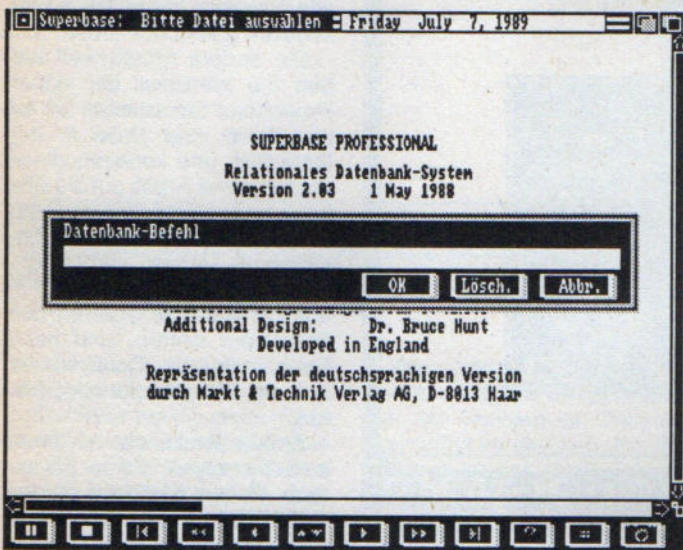 Superbase: Bitte Datei auswählen Friday July 7, 1989
SUPERBASE PROFESSIONAL
Relationales Datenbank-System
Version 2.03 1 May 1988
Datenbank-Befehl
OK Lösch. Abbr.
Additional Design: Dr. Bruce Hunt
Developed in England
Repräsentation der deutschsprachigen Version
durch Markt & Technik Verlag AG, D-8013 Haar